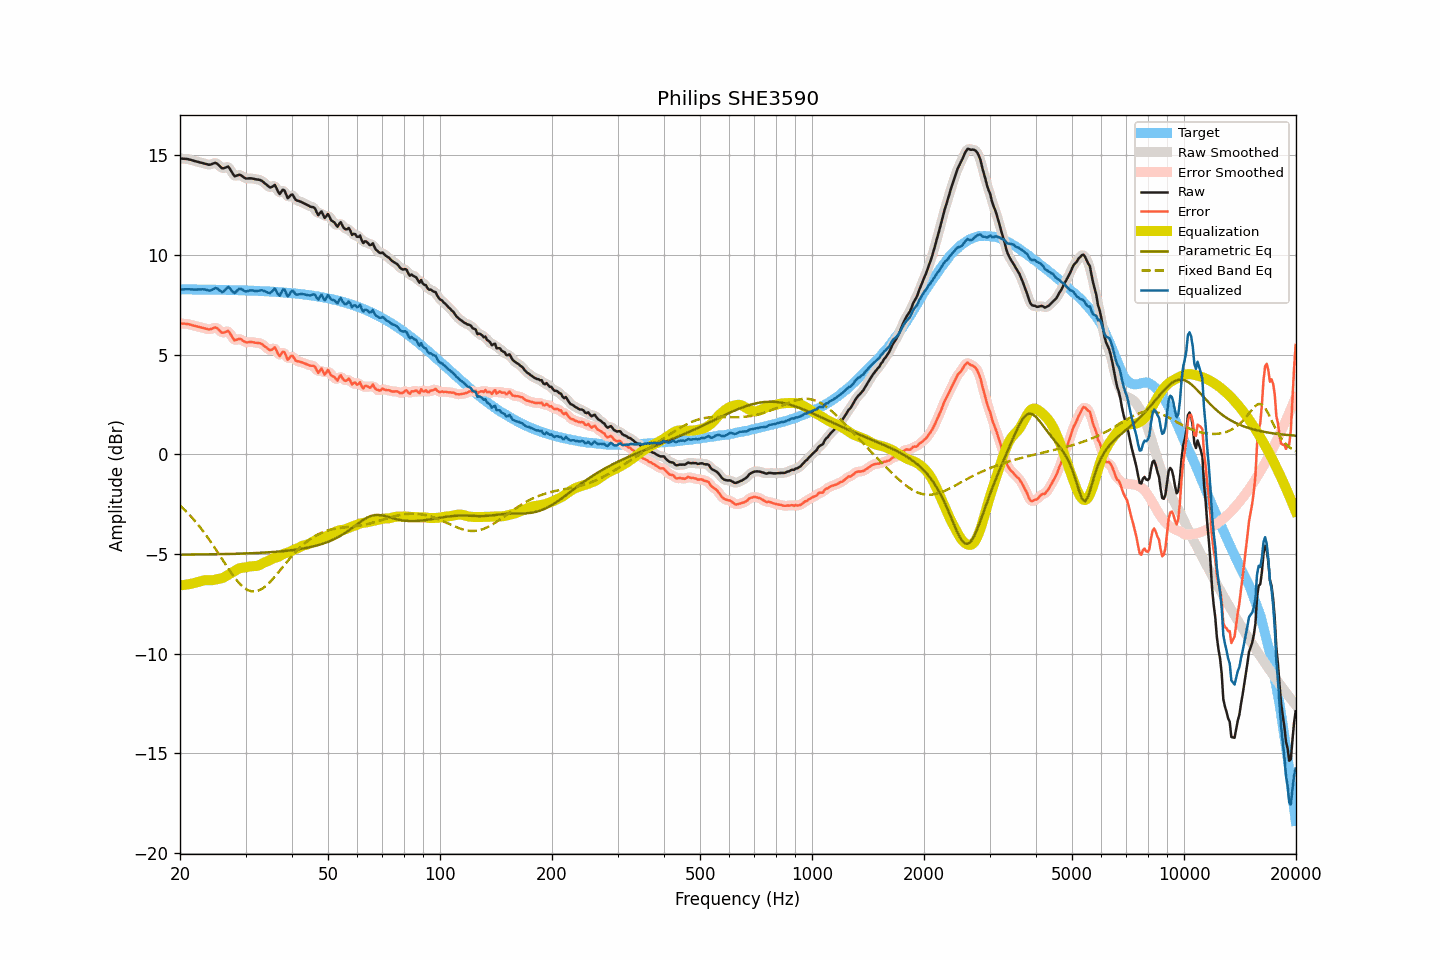 Philips SHE3590
Target
Raw Smoothed
Error Smoothed
Raw
Error
Equalization
Parametric Eq
Fixed Band Eq
Equalized
Amplitude (dBr)
15
10
5
0
−5
−10
−15
−20
20 50 100 200 500 1000 2000 5000 10000 20000
Frequency (Hz)